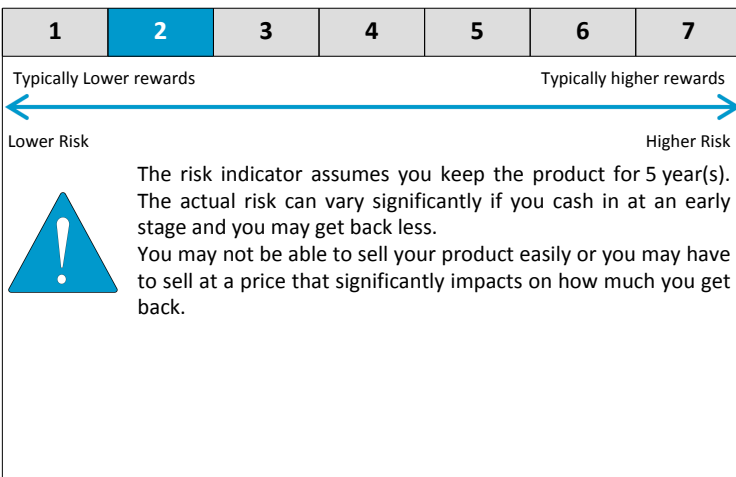 1 2 3 4 5 6 7
Typically Lower rewards Typically higher rewards
Lower Risk Higher Risk
The risk indicator assumes you keep the product for 5 year(s).
The actual risk can vary significantly if you cash in at an early
stage and you may get back less.
You may not be able to sell your product easily or you may have
to sell at a price that significantly impacts on how much you get
back.